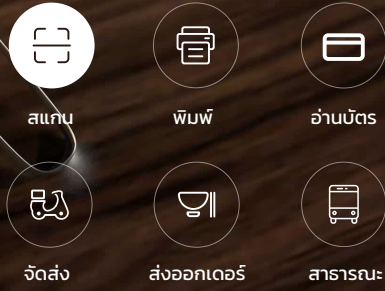 สแกน
พิมพ์
อ่านบัตร
จัดส่ง
ส่งออกเดอร์
สาธารณะ